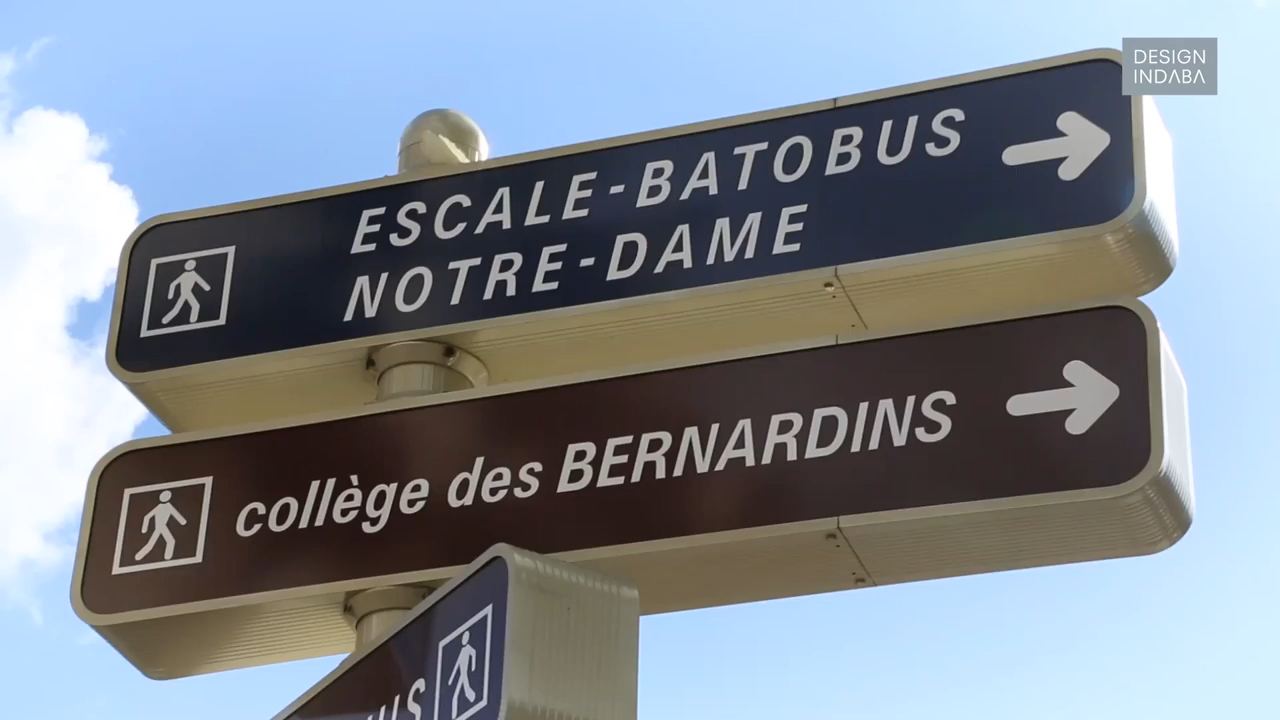 DESIGN
INDABA
ESCALE-BATOBUS
NOTRE-DAME
collège des BERNARDINS